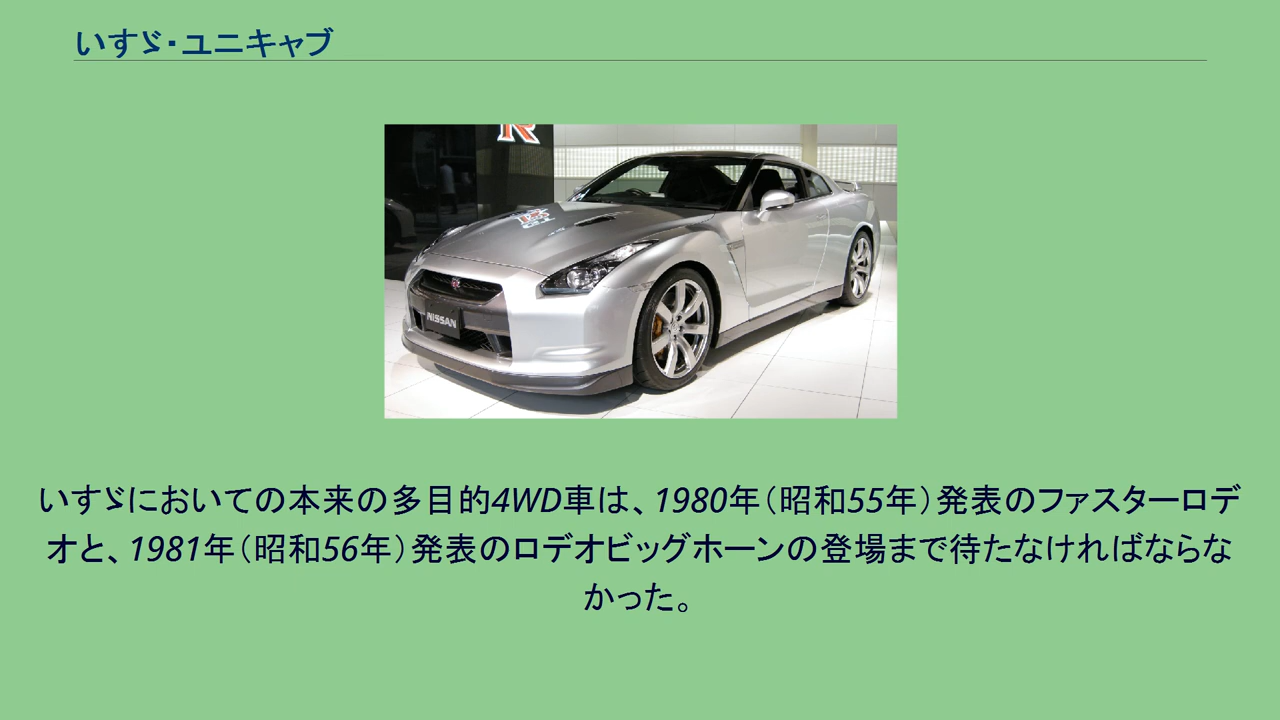 いすゞ・ユニキャブ
R
NISSAN
いすゞにおいての本来の多目的4WD車は、1980年（昭和55年）発表のファスターロデ
オと、1981年（昭和56年）発表のロデオビッグホーンの登場まで待たなければならな
かった。